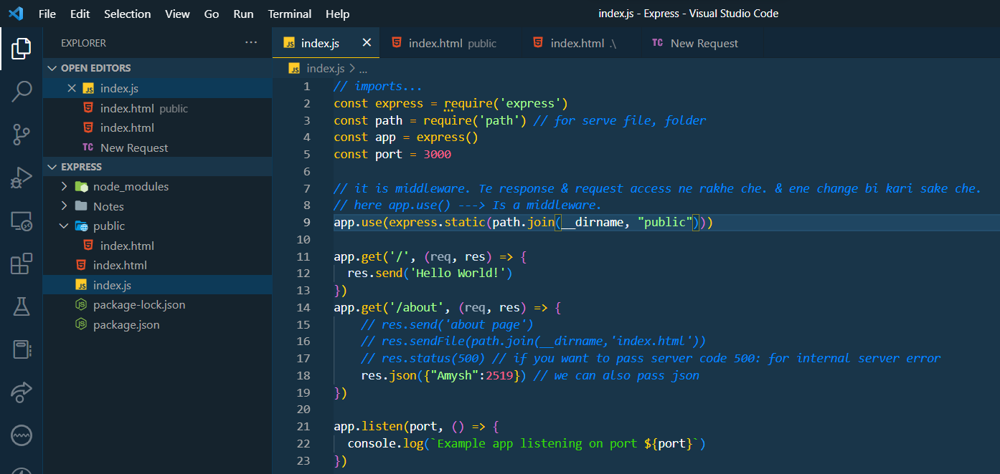 File Edit Selection View Go Run Terminal Help
index.js - Express - Visual Studio Code
EXPLORER ...
OPEN EDITORS
index.js
index.html public
index.html
New Request
EXPRESS
node_modules
Notes
public
index.html
index.html
index.js
package-lock.json
package.json
index.js
index.html public
index.html .\
TC New Request
index.js > ...
1 // imports...
2 const express = require('express')
3 const path = require('path') // for serve file, folder
4 const app = express()
5 const port = 3000
6
7 // it is middleware. Te response & request access ne rakhe che. & ene change bi kari sake che.
8 // here app.use() ---> Is a middleware.
9 app.use(express.static(path.join(__dirname, "public")))
10
11 app.get('/', (req, res) => {
12   res.send('Hello World!')
13 })
14 app.get('/about', (req, res) => {
15     // res.send('about page')
16     // res.sendFile(path.join(__dirname,'index.html'))
17     // res.status(500) // if you want to pass server code 500: for internal server error
18     res.json({"Amysh":2519}) // we can also pass json
19 })
20
21 app.listen(port, () => {
22   console.log(`Example app listening on port ${port}`)
23 })